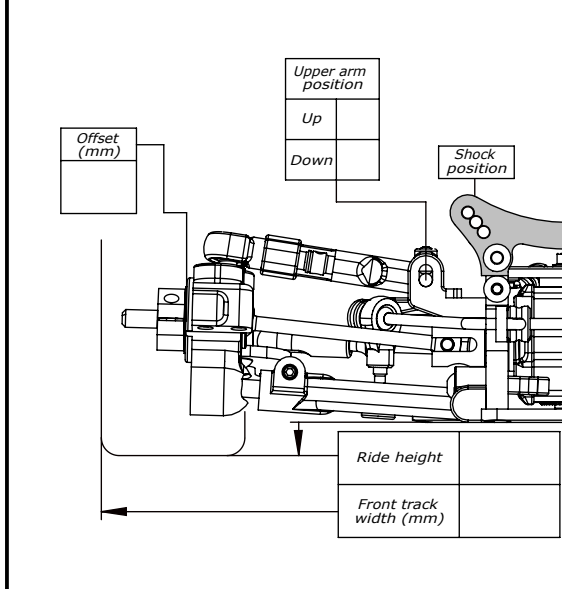 Upper arm
position
Up
Down
Offset
(mm)
Shock
position
Ride height
Front track
width (mm)